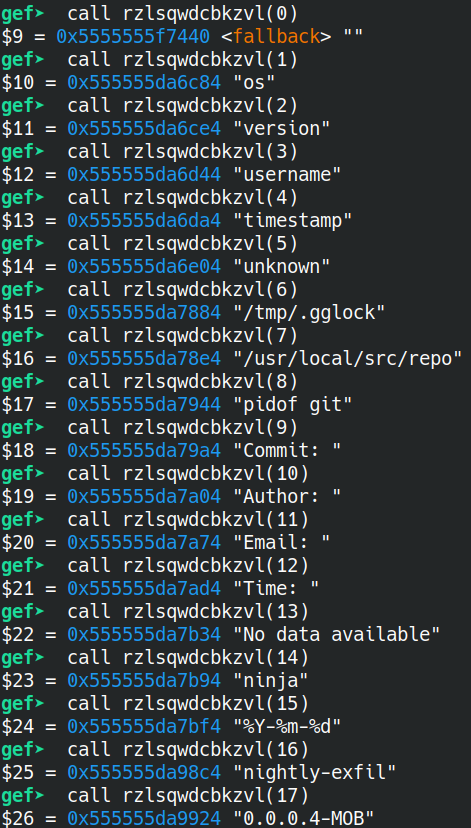 gef➤  call rzlsqwdcbkzvl(0)
$9 = 0x5555555f7440 <fallback> ""
gef➤  call rzlsqwdcbkzvl(1)
$10 = 0x555555da6c84 "os"
gef➤  call rzlsqwdcbkzvl(2)
$11 = 0x555555da6ce4 "version"
gef➤  call rzlsqwdcbkzvl(3)
$12 = 0x555555da6d44 "username"
gef➤  call rzlsqwdcbkzvl(4)
$13 = 0x555555da6da4 "timestamp"
gef➤  call rzlsqwdcbkzvl(5)
$14 = 0x555555da6e04 "unknown"
gef➤  call rzlsqwdcbkzvl(6)
$15 = 0x555555da7884 "/tmp/.gglock"
gef➤  call rzlsqwdcbkzvl(7)
$16 = 0x555555da78e4 "/usr/local/src/repo"
gef➤  call rzlsqwdcbkzvl(8)
$17 = 0x555555da7944 "pidof git"
gef➤  call rzlsqwdcbkzvl(9)
$18 = 0x555555da79a4 "Commit: "
gef➤  call rzlsqwdcbkzvl(10)
$19 = 0x555555da7a04 "Author: "
gef➤  call rzlsqwdcbkzvl(11)
$20 = 0x555555da7a74 "Email: "
gef➤  call rzlsqwdcbkzvl(12)
$21 = 0x555555da7ad4 "Time: "
gef➤  call rzlsqwdcbkzvl(13)
$22 = 0x555555da7b34 "No data available"
gef➤  call rzlsqwdcbkzvl(14)
$23 = 0x555555da7b94 "ninja"
gef➤  call rzlsqwdcbkzvl(15)
$24 = 0x555555da7bf4 "%Y-%m-%d"
gef➤  call rzlsqwdcbkzvl(16)
$25 = 0x555555da98c4 "nightly-exfil"
gef➤  call rzlsqwdcbkzvl(17)
$26 = 0x555555da9924 "0.0.0.4-MOB"